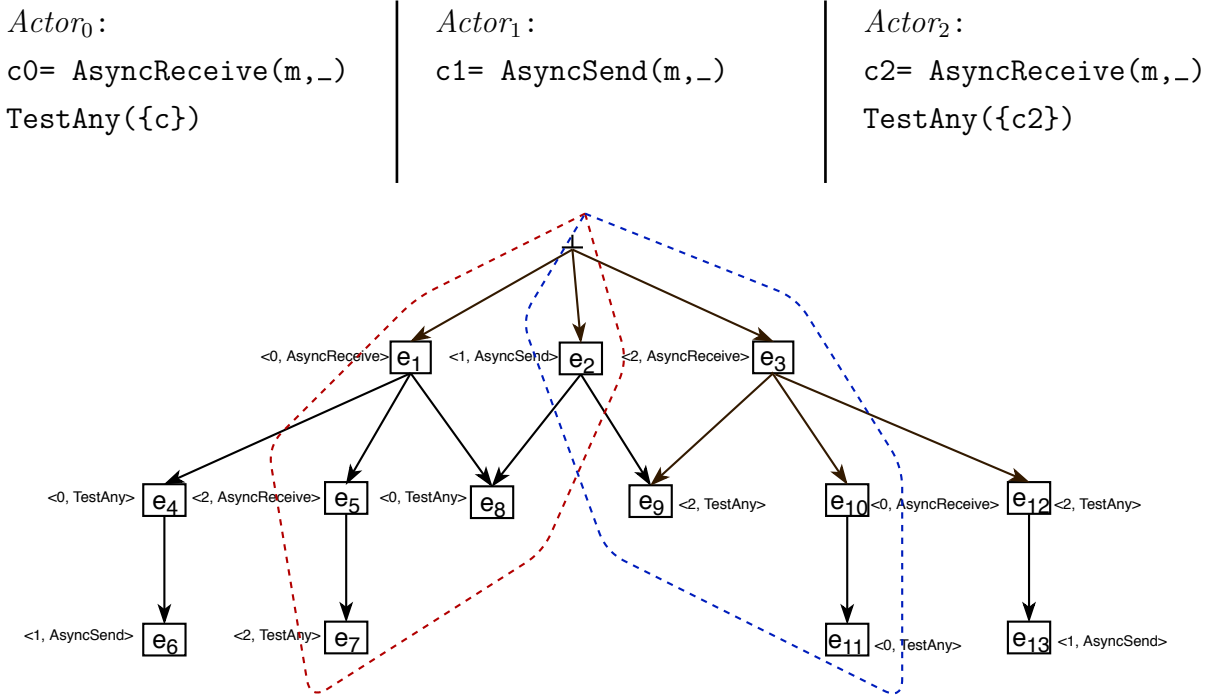 Actor₀: Actor₁: Actor₂:
c0= AsyncReceive(m,_) c1= AsyncSend(m,_) c2= AsyncReceive(m,_)
TestAny({c}) TestAny({c2})
⊥
<0, AsyncReceive> e₁ <1, AsyncSend> e₂ <2, AsyncReceive> e₃
<0, TestAny> e₄ <2, AsyncReceive> e₅ <0, TestAny> e₈ e₉ <2, TestAny> e₁₀ <0, AsyncReceive> e₁₂ <2, TestAny>
<1, AsyncSend> e₆ <2, TestAny> e₇ e₁₁ <0, TestAny> e₁₃ <1, AsyncSend>